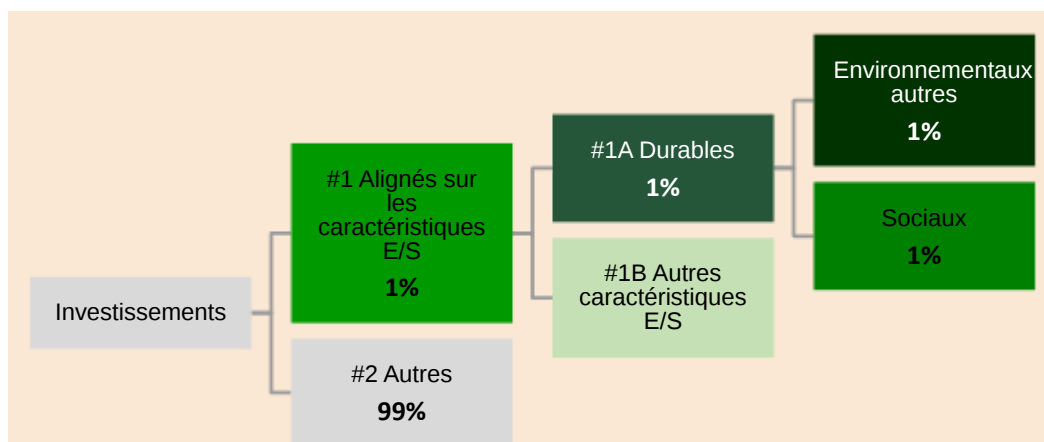 Investissements
#1 Alignés sur
les
caractéristiques
E/S
1%
#2 Autres
99%
#1A Durables
1%
#1B Autres
caractéristiques
E/S
Environnementaux
autres
1%
Sociaux
1%